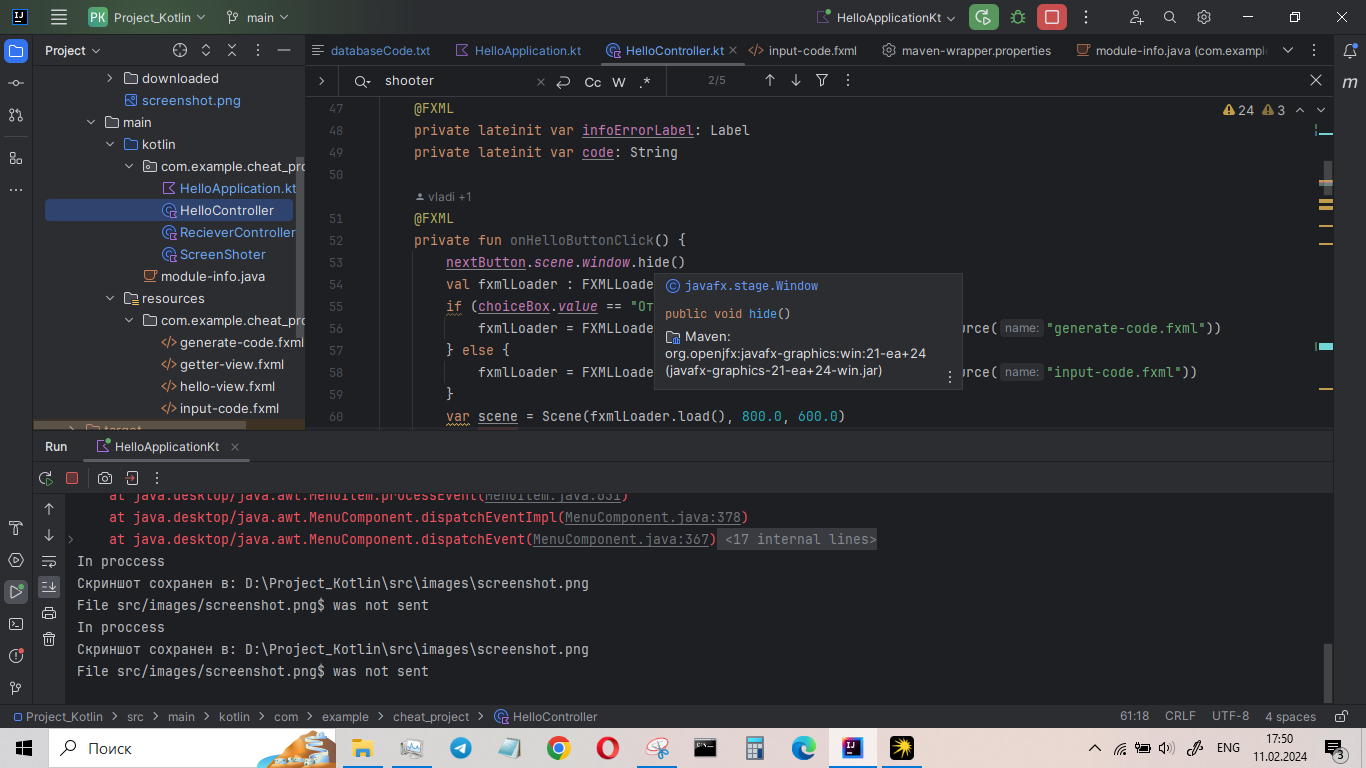 PK Project_Kotlin main HelloApplicationKt
Project
databaseCode.txt HelloApplication.kt HelloController.kt input-code.fxml maven-wrapper.properties module-info.java (com.example
downloaded
screenshot.png
main
kotlin
com.example.cheat_pro
HelloApplication.kt
HelloController
RecieverController
ScreenShoter
module-info.java
resources
com.example.cheat_pro
generate-code.fxml
getter-view.fxml
hello-view.fxml
input-code.fxml
target
shooter Cc W .* 2/5
24 3
47 @FXML
48 private lateinit var infoErrorLabel: Label
49 private lateinit var code: String
50
vladi +1
51 @FXML
52 private fun onHelloButtonClick() {
53 nextButton.scene.window.hide()
54 val fxmlLoader : FXMLLoa
55 if (choiceBox.value == "От
56 fxmlLoader = FXMLLoa urce( name: "generate-code.fxml"))
57 } else {
58 fxmlLoader = FXMLLoa urce( name: "input-code.fxml"))
59 }
60 var scene = Scene(fxmlLoader.load(), 800.0, 600.0)
javafx.stage.Window
public void hide()
Maven:
org.openjfx:javafx-graphics:win:21-ea+24
(javafx-graphics-21-ea+24-win.jar)
m
Run HelloApplicationKt
at java.desktop/java.awt.MenuItem.processEvent(MenuItem.java:651)
at java.desktop/java.awt.MenuComponent.dispatchEventImpl(MenuComponent.java:378)
at java.desktop/java.awt.MenuComponent.dispatchEvent(MenuComponent.java:367) <17 internal lines>
In proccess
Скриншот сохранен в: D:\Project_Kotlin\src\images\screenshot.png
File src/images/screenshot.png$ was not sent
In proccess
Скриншот сохранен в: D:\Project_Kotlin\src\images\screenshot.png
File src/images/screenshot.png$ was not sent
Project_Kotlin > src > main > kotlin > com > example > cheat_project > HelloController 61:18 CRLF UTF-8 4 spaces
Поиск ENG 17:50
11.02.2024 3